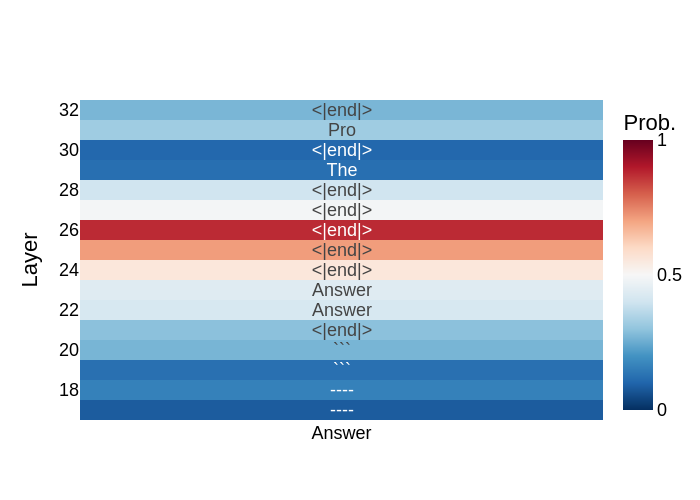 Prob.
32 <|end|> 1
Pro
30 <|end|>
The
28 <|end|>
<|end|>
26 <|end|>
<|end|>
24 <|end|> 0.5
Answer
22 Answer
<|end|>
20 ```
```
18 ----
---- 0
Layer
Answer